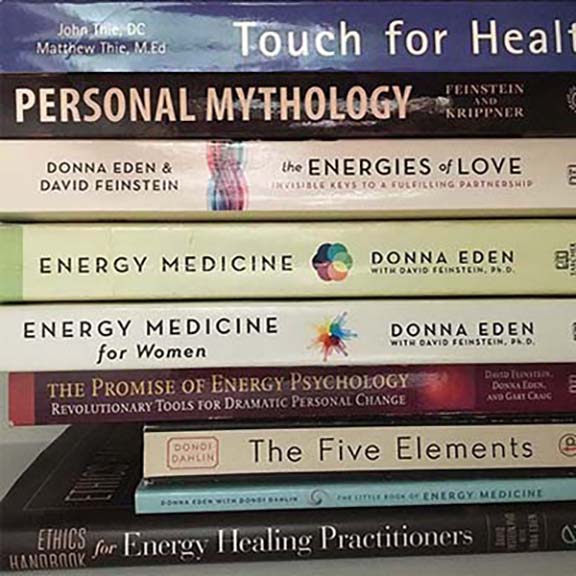 John Thie, DC
Matthew Thie, M.Ed
Touch for Healt
PERSONAL MYTHOLOGY
FEINSTEIN
AND
KRIPPNER
DONNA EDEN &
DAVID FEINSTEIN
the ENERGIES of LOVE
INVISIBLE KEYS TO A FULFILLING PARTNERSHIP
ENERGY MEDICINE
DONNA EDEN
WITH DAVID FEINSTEIN, Ph.D.
TARCHER
ENERGY MEDICINE
for Women
DONNA EDEN
WITH DAVID FEINSTEIN, Ph.D.
THE PROMISE OF ENERGY PSYCHOLOGY
REVOLUTIONARY TOOLS FOR DRAMATIC PERSONAL CHANGE
DAVID FEINSTEIN,
DONNA EDEN,
AND GARY CRAIG
DONDI
DAHLIN
The Five Elements
DONNA EDEN WITH DONDI DAHLIN
THE LITTLE BOOK OF ENERGY MEDICINE
ETHICS
HANDBOOK
for Energy Healing Practitioners